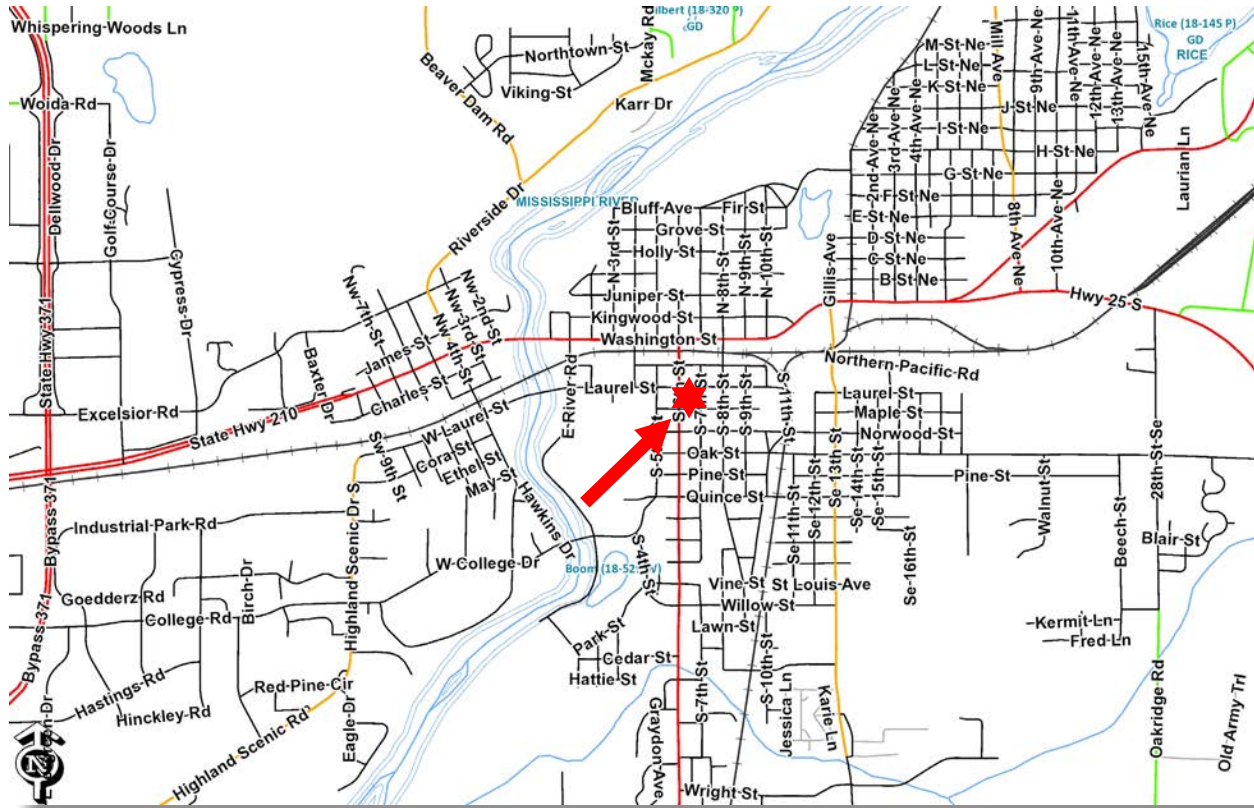 Whispering Woods Ln
Woida Rd
Dellwood Dr
Golf Course Dr
Cypress Dr
State Hwy 371
Excelsior Rd
Northtown St
Viking St
Mckay Rd
(18-320 P)
GD
Beaver Dam Rd
Karr Dr
Riverside Dr
MISSISSIPPI RIVER
Rice (18-145 P)
GD
RICE
M St Ne
L St Ne
K St Ne
J St Ne
I St Ne
H St Ne
G St Ne
F St Ne
E St Ne
D St Ne
C St Ne
B St Ne
Mill Ave
9th Ave Ne
11th Ave Ne
12th Ave Ne
13th Ave Ne
15th Ave Ne
2nd Ave Ne
3rd Ave Ne
4th Ave Ne
8th Ave Ne
10th Ave Ne
Laurian Ln
Gillis Ave
Hwy 25 S
Bluff Ave
Fir St
Grove St
Holly St
N 3rd St
N 8th St
N 9th St
N 10th St
Juniper St
Kingwood St
Washington St
Northern Pacific Rd
Nw 7th St
Nw 4th St
Nw 3rd St
Nw 2nd St
James St
Charles St
Baxter Dr
State Hwy 210
W Laurel St
Cora St
Ethel St
May St
Sw 9th St
Hawkins Dr
E River Rd
Laurel St
S 7th St
S 8th St
S 9th St
S 11th St
Laurel St
Maple St
Norwood St
Oak St
Pine St
Quince St
Pine St
Se 11th St
Se 12th St
Se 13th St
Se 14th St
Se 15th St
Se 16th St
Walnut St
Beech St
28th St Se
Blair St
Bypass 371
Industrial Park Rd
Highland Scenic Dr S
W College Dr
Boom
S 4th St
Vine St
St Louis Ave
Willow St
Lawn St
Goedderz Rd
Birch Dr
College Rd
Bypass 371
Hastings Rd
Hinckley Rd
Red Pine Cir
Eagle Dr
Highland Scenic Rd
Park St
Cedar St
Hattie St
Graydon Ave
S 7th St
S 10th St
Jessica Ln
Karie Ln
Wright St
Kermit Ln
Fred Ln
Oakridge Rd
Old Army Trl
N